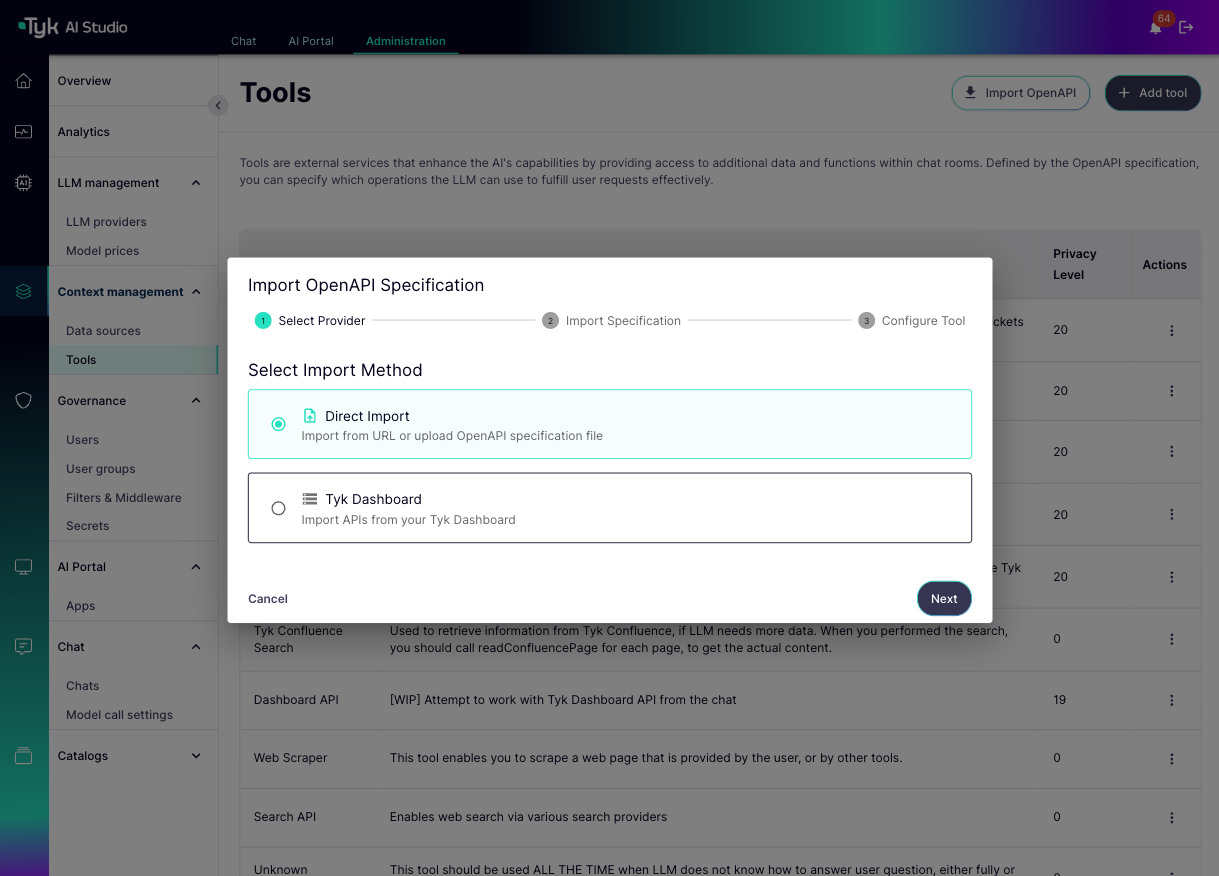 Tyk AI Studio
Chat
AI Portal
Administration
64
Overview
Analytics
LLM management
LLM providers
Model prices
Context management
Data sources
Tools
Governance
Users
User groups
Filters & Middleware
Secrets
AI Portal
Apps
Chat
Chats
Model call settings
Catalogs
AI
Tools
Import OpenAPI
Add tool
Tools are external services that enhance the AI's capabilities by providing access to additional data and functions within chat rooms. Defined by the OpenAPI specification,
you can specify which operations the LLM can use to fulfill user requests effectively.
Privacy
Level
Actions
20
20
20
20
e Tyk
20
Import OpenAPI Specification
1 Select Provider
2 Import Specification
3 Configure Tool
Select Import Method
Direct Import
Import from URL or upload OpenAPI specification file
Tyk Dashboard
Import APIs from your Tyk Dashboard
Cancel
Next
Tyk Confluence
Search
Used to retrieve information from Tyk Confluence, if LLM needs more data. When you performed the search,
you should call readConfluencePage for each page, to get the actual content.
0
Dashboard API
[WIP] Attempt to work with Tyk Dashboard API from the chat
19
Web Scraper
This tool enables you to scrape a web page that is provided by the user, or by other tools.
0
Search API
Enables web search via various search providers
0
Unknown
This tool should be used ALL THE TIME when LLM does not know how to answer user question, either fully or